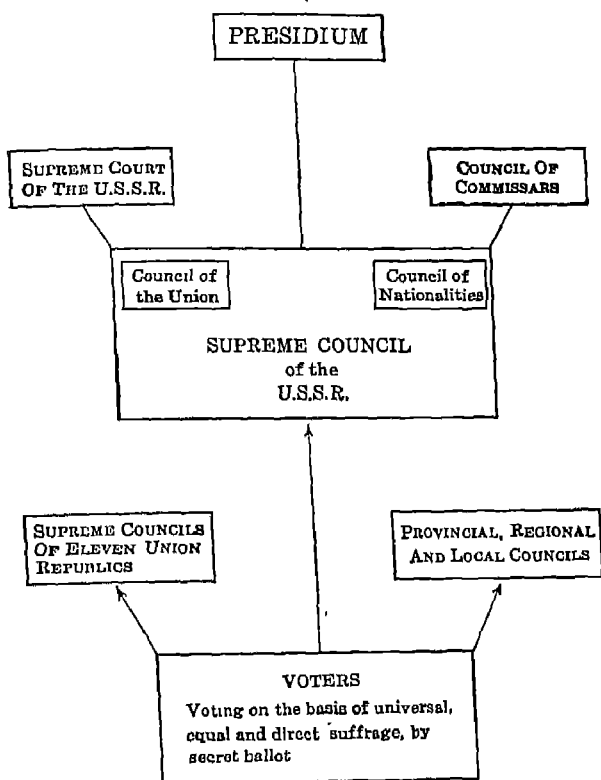 PRESIDIUM
SUPREME COURT
OF THE U.S.S.R.
COUNCIL OF
COMMISSARS
Council of
the Union
Council of
Nationalities
SUPREME COUNCIL
of the
U.S.S.R.
SUPREME COUNCILS
OF ELEVEN UNION
REPUBLICS
PROVINCIAL, REGIONAL
AND LOCAL COUNCILS
VOTERS
Voting on the basis of universal,
equal and direct suffrage, by
secret ballot